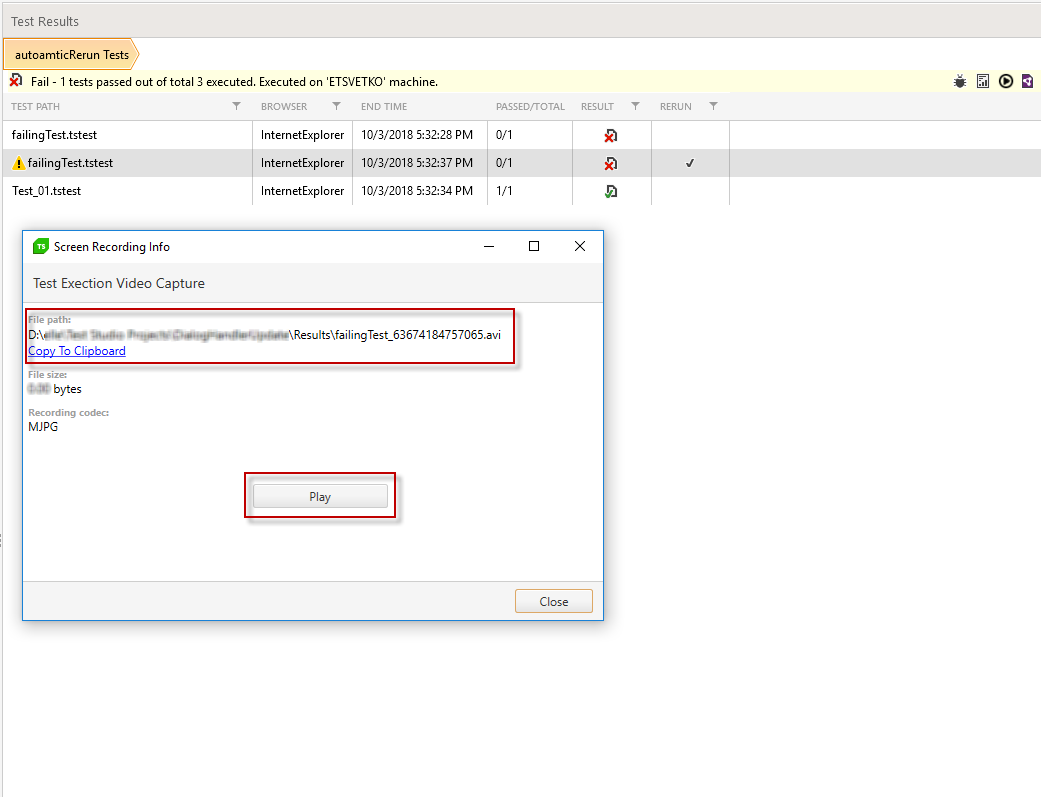 Test Results
autoamticRerun Tests
Fail - 1 tests passed out of total 3 executed. Executed on 'ETSVETKO' machine.
TEST PATH BROWSER END TIME PASSED/TOTAL RESULT RERUN
failingTest.tstest InternetExplorer 10/3/2018 5:32:28 PM 0/1
failingTest.tstest InternetExplorer 10/3/2018 5:32:37 PM 0/1
Test_01.tstest InternetExplorer 10/3/2018 5:32:34 PM 1/1
TS Screen Recording Info
Test Exection Video Capture
File path:
D:\ \Results\failingTest_63674184757065.avi
Copy To Clipboard
File size:
bytes
Recording codec:
MJPG
Play
Close